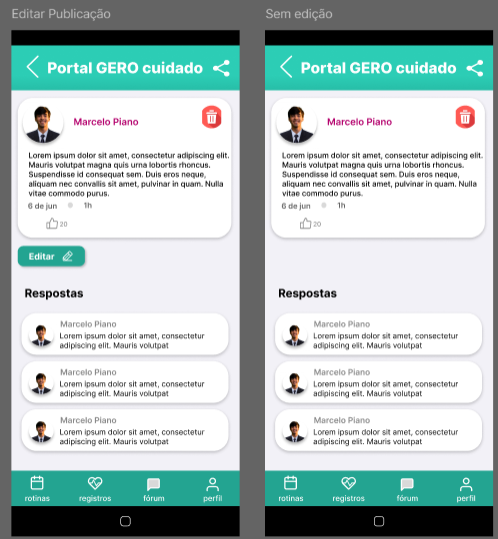 Editar Publicação
Portal GERO cuidado
Marcelo Piano
Lorem ipsum dolor sit amet, consectetur adipiscing elit.
Mauris volutpat magna quis urna lobortis rhoncus.
Suspendisse id consequat sem. Duis eros neque,
aliquam nec convallis sit amet, pulvinar in quam. Nulla
vitae commodo purus.
6 de jun 1h
20
Editar
Respostas
Marcelo Piano
Lorem ipsum dolor sit amet, consectetur
adipiscing elit. Mauris volutpat
Marcelo Piano
Lorem ipsum dolor sit amet, consectetur
adipiscing elit. Mauris volutpat
Marcelo Piano
Lorem ipsum dolor sit amet, consectetur
adipiscing elit. Mauris volutpat
rotinas registros fórum perfil
Sem edição
Portal GERO cuidado
Marcelo Piano
Lorem ipsum dolor sit amet, consectetur adipiscing elit.
Mauris volutpat magna quis urna lobortis rhoncus.
Suspendisse id consequat sem. Duis eros neque,
aliquam nec convallis sit amet, pulvinar in quam. Nulla
vitae commodo purus.
6 de jun 1h
20
Respostas
Marcelo Piano
Lorem ipsum dolor sit amet, consectetur
adipiscing elit. Mauris volutpat
Marcelo Piano
Lorem ipsum dolor sit amet, consectetur
adipiscing elit. Mauris volutpat
Marcelo Piano
Lorem ipsum dolor sit amet, consectetur
adipiscing elit. Mauris volutpat
rotinas registros fórum perfil